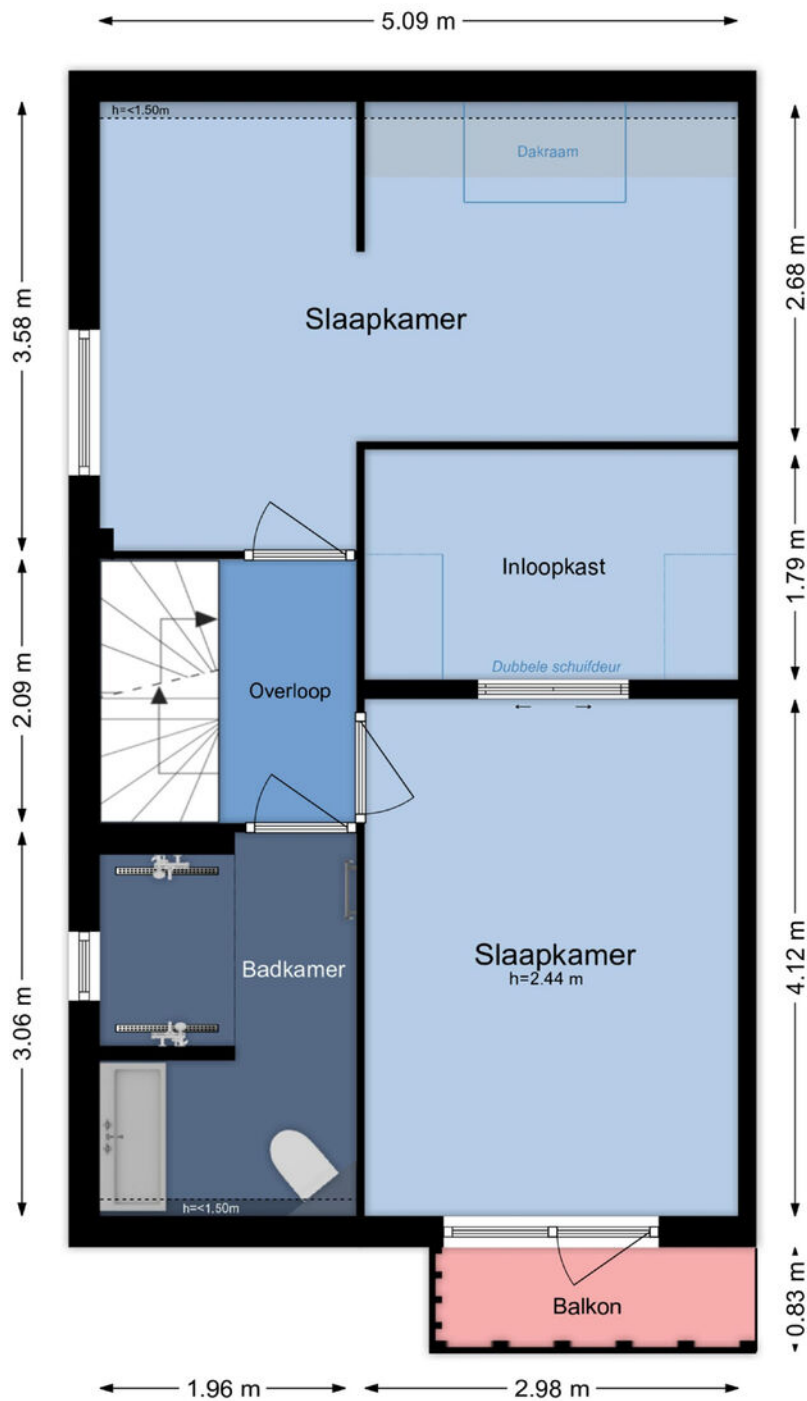 5.09 m
h=<1.50m
Dakraam
3.58 m
2.68 m
Slaapkamer
Inloopkast
1.79 m
Dubbele schuifdeur
2.09 m
Overloop
Slaapkamer
h=2.44 m
Badkamer
4.12 m
3.06 m
h=<1.50m
Balkon
0.83 m
1.96 m
2.98 m